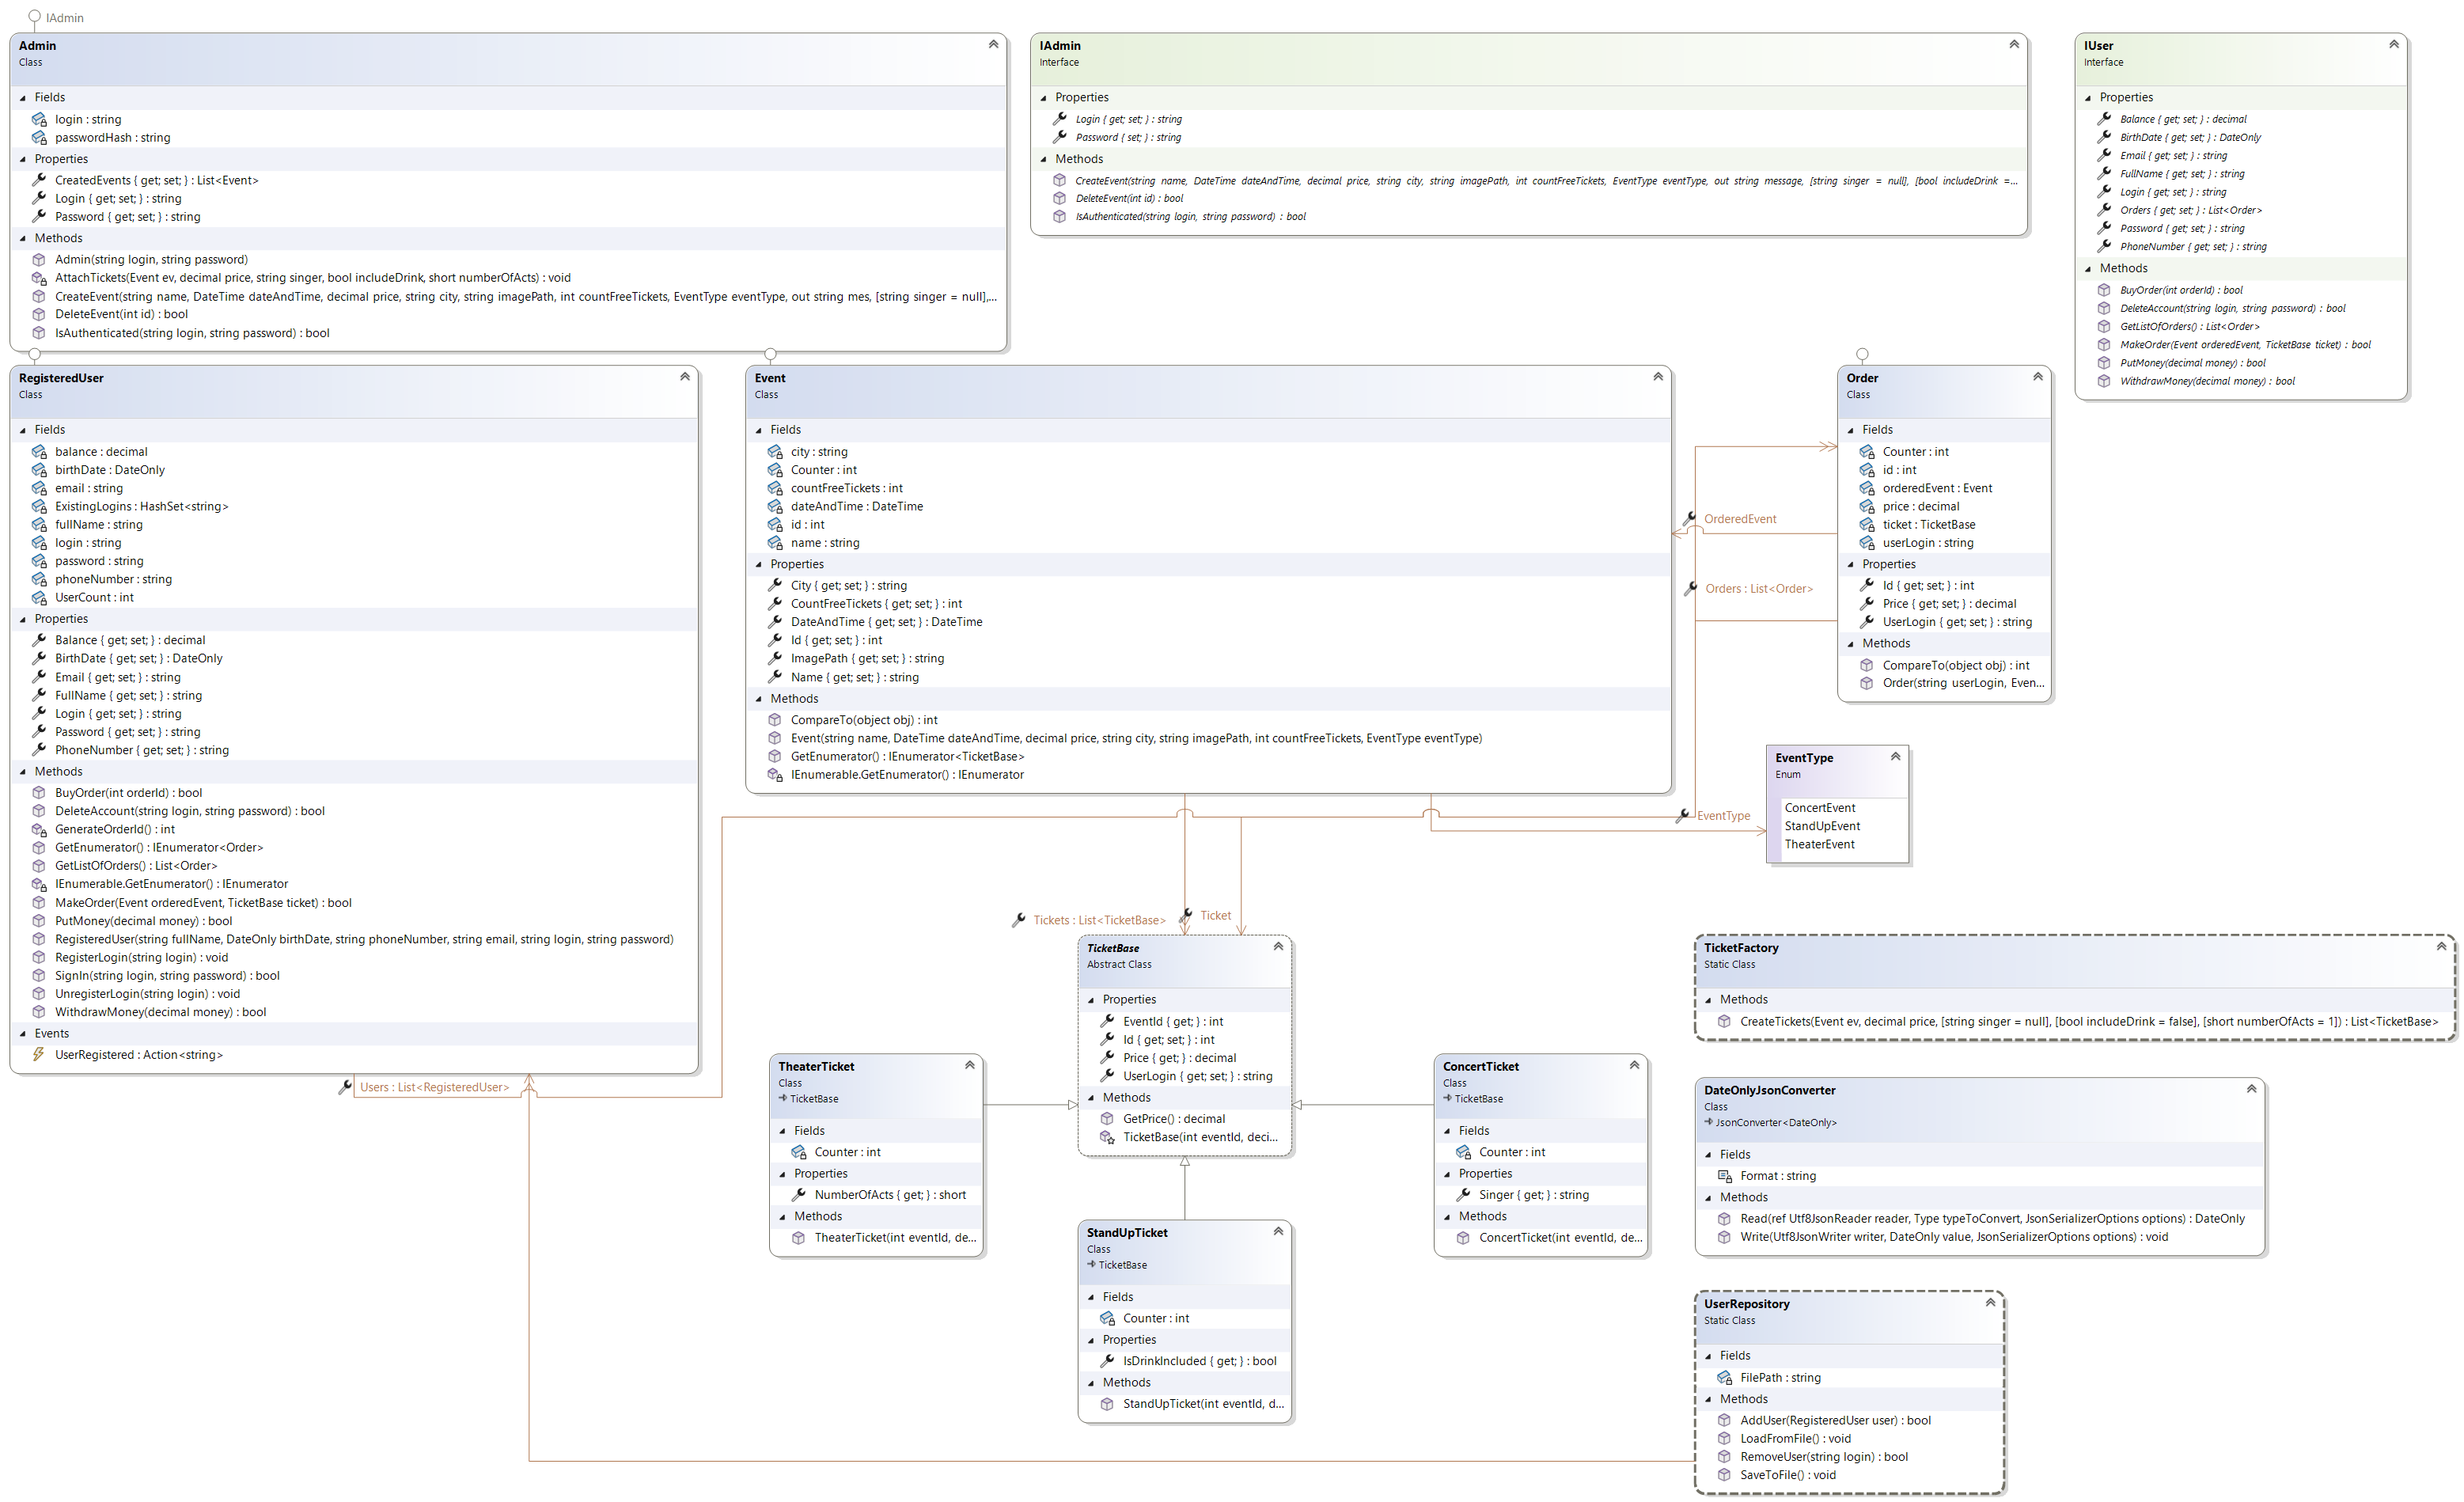 IAdmin
Admin
Class
Fields
login : string
passwordHash : string
Properties
CreatedEvents { get; set; } : List<Event>
Login { get; set; } : string
Password { get; set; } : string
Methods
Admin(string login, string password)
AttachTickets(Event ev, decimal price, string singer, bool includeDrink, short numberOfActs) : void
CreateEvent(string name, DateTime dateAndTime, decimal price, string city, string imagePath, int countFreeTickets, EventType eventType, out string mes, [string singer = null],...
DeleteEvent(int id) : bool
IsAuthenticated(string login, string password) : bool
IAdmin
Interface
Properties
Login { get; set; } : string
Password { set; } : string
Methods
CreateEvent(string name, DateTime dateAndTime, decimal price, string city, string imagePath, int countFreeTickets, EventType eventType, out string message, [string singer = null], [bool includeDrink =...
DeleteEvent(int id) : bool
IsAuthenticated(string login, string password) : bool
IUser
Interface
Properties
Balance { get; set; } : decimal
BirthDate { get; set; } : DateOnly
Email { get; set; } : string
FullName { get; set; } : string
Login { get; set; } : string
Orders { get; set; } : List<Order>
Password { get; set; } : string
PhoneNumber { get; set; } : string
Methods
BuyOrder(int orderId) : bool
DeleteAccount(string login, string password) : bool
GetListOfOrders() : List<Order>
MakeOrder(Event orderedEvent, TicketBase ticket) : bool
PutMoney(decimal money) : bool
WithdrawMoney(decimal money) : bool
RegisteredUser
Class
Fields
balance : decimal
birthDate : DateOnly
email : string
ExistingLogins : HashSet<string>
fullName : string
login : string
password : string
phoneNumber : string
UserCount : int
Properties
Balance { get; set; } : decimal
BirthDate { get; set; } : DateOnly
Email { get; set; } : string
FullName { get; set; } : string
Login { get; set; } : string
Password { get; set; } : string
PhoneNumber { get; set; } : string
Methods
BuyOrder(int orderId) : bool
DeleteAccount(string login, string password) : bool
GenerateOrderId() : int
GetEnumerator() : IEnumerator<Order>
GetListOfOrders() : List<Order>
IEnumerable.GetEnumerator() : IEnumerator
MakeOrder(Event orderedEvent, TicketBase ticket) : bool
PutMoney(decimal money) : bool
RegisteredUser(string fullName, DateOnly birthDate, string phoneNumber, string email, string login, string password)
RegisterLogin(string login) : void
SignIn(string login, string password) : bool
UnregisterLogin(string login) : void
WithdrawMoney(decimal money) : bool
Events
UserRegistered : Action<string>
Users : List<RegisteredUser>
Event
Class
Fields
city : string
Counter : int
countFreeTickets : int
dateAndTime : DateTime
id : int
name : string
Properties
City { get; set; } : string
CountFreeTickets { get; set; } : int
DateAndTime { get; set; } : DateTime
Id { get; set; } : int
ImagePath { get; set; } : string
Name { get; set; } : string
Methods
CompareTo(object obj) : int
Event(string name, DateTime dateAndTime, decimal price, string city, string imagePath, int countFreeTickets, EventType eventType)
GetEnumerator() : IEnumerator<TicketBase>
IEnumerable.GetEnumerator() : IEnumerator
OrderedEvent
Orders : List<Order>
Order
Class
Fields
Counter : int
id : int
orderedEvent : Event
price : decimal
ticket : TicketBase
userLogin : string
Properties
Id { get; set; } : int
Price { get; set; } : decimal
UserLogin { get; set; } : string
Methods
CompareTo(object obj) : int
Order(string userLogin, Even...
EventType
EventType
Enum
ConcertEvent
StandUpEvent
TheaterEvent
Tickets : List<TicketBase>
Ticket
TicketBase
Abstract Class
Properties
EventId { get; } : int
Id { get; set; } : int
Price { get; } : decimal
UserLogin { get; set; } : string
Methods
GetPrice() : decimal
TicketBase(int eventId, deci...
TheaterTicket
Class
TicketBase
Fields
Counter : int
Properties
NumberOfActs { get; } : short
Methods
TheaterTicket(int eventId, de...
StandUpTicket
Class
TicketBase
Fields
Counter : int
Properties
IsDrinkIncluded { get; } : bool
Methods
StandUpTicket(int eventId, d...
ConcertTicket
Class
TicketBase
Fields
Counter : int
Properties
Singer { get; } : string
Methods
ConcertTicket(int eventId, de...
TicketFactory
Static Class
Methods
CreateTickets(Event ev, decimal price, [string singer = null], [bool includeDrink = false], [short numberOfActs = 1]) : List<TicketBase>
DateOnlyJsonConverter
Class
JsonConverter<DateOnly>
Fields
Format : string
Methods
Read(ref Utf8JsonReader reader, Type typeToConvert, JsonSerializerOptions options) : DateOnly
Write(Utf8JsonWriter writer, DateOnly value, JsonSerializerOptions options) : void
UserRepository
Static Class
Fields
FilePath : string
Methods
AddUser(RegisteredUser user) : bool
LoadFromFile() : void
RemoveUser(string login) : bool
SaveToFile() : void